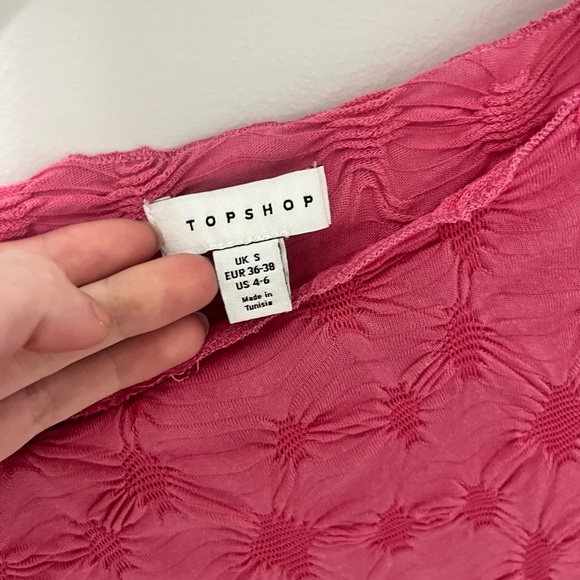 TOPSHOP
UK S
EUR 36-38
US 4-6
Made in
Tunisia